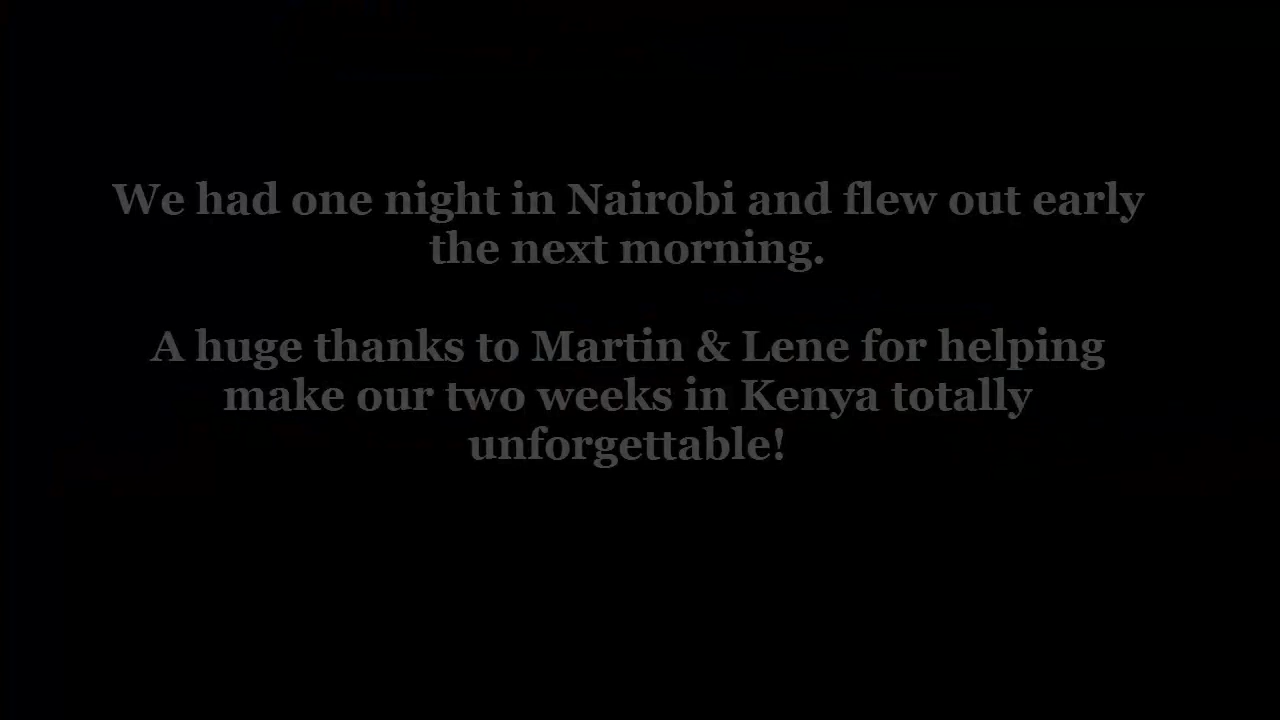 We had one night in Nairobi and flew out early
the next morning.
A huge thanks to Martin & Lene for helping
make our two weeks in Kenya totally
unforgettable!